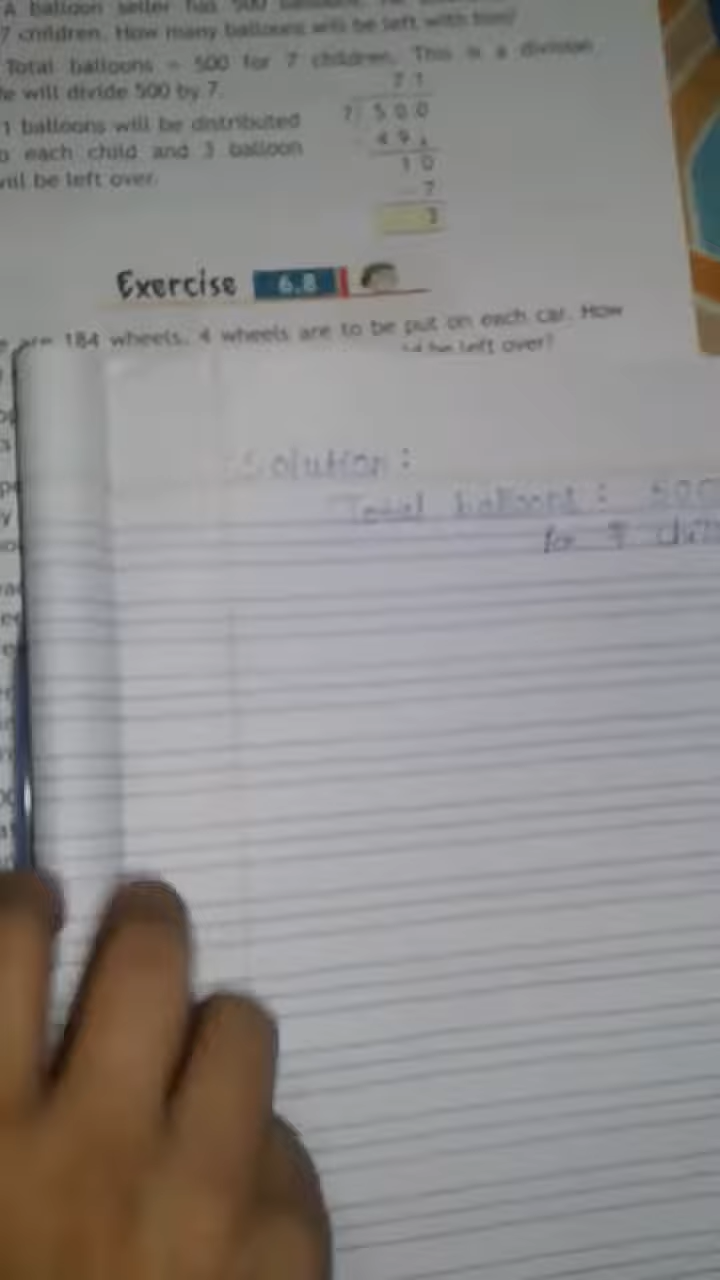 A balloon seller has 500 balloons. He
7 children. How many balloons will be left with him?
Total balloons = 500 for 7 children. This is a division
e will divide 500 by 7.
1 balloons will be distributed
o each child and 3 balloon
will be left over.
71
7 500
- 49
10
- 7
3
Exercise 6.8
are 184 wheels. 4 wheels are to be put on each car. How
be left over?
Solution:
Total balloons: 500
for 7